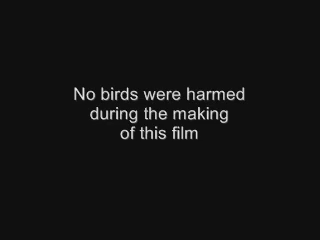 No birds were harmed
during the making
of this film